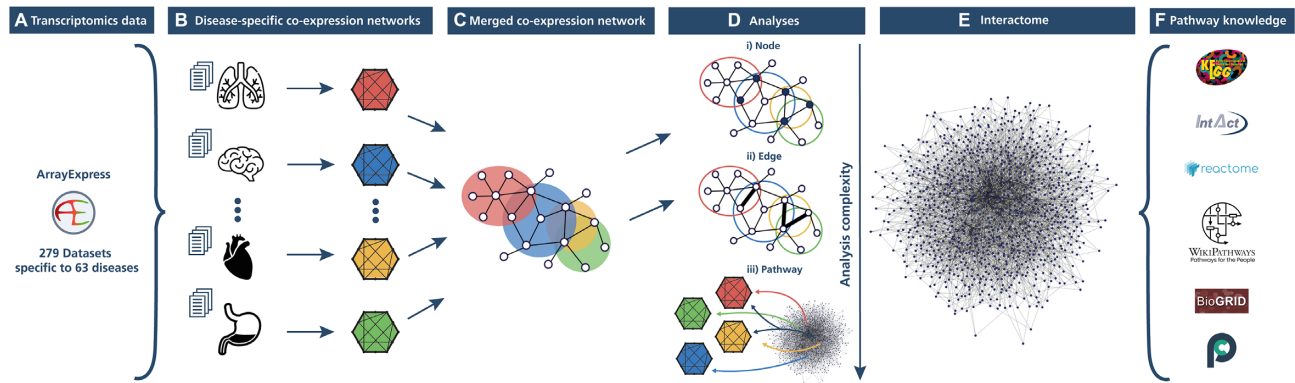 A Transcriptomics data
B Disease-specific co-expression networks
C Merged co-expression network
D Analyses
E Interactome
F Pathway knowledge
ArrayExpress
279 Datasets
specific to 63 diseases
i) Node
ii) Edge
iii) Pathway
Analysis complexity
KEGG
IntAct
reactome
WIKIPATHWAYS
Pathways for the People
BioGRID